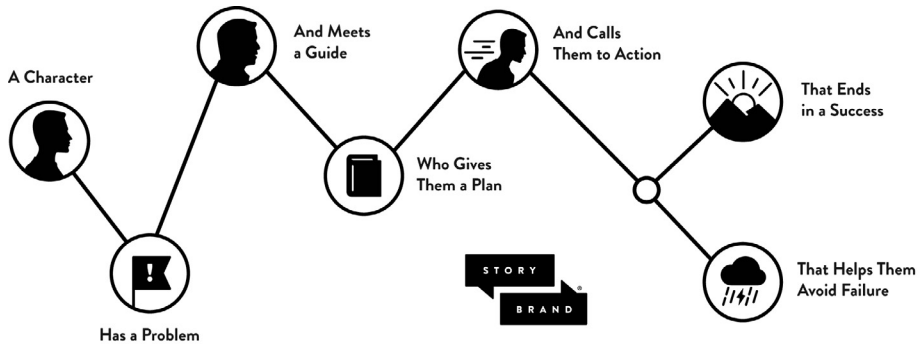 A Character
Has a Problem
And Meets
a Guide
Who Gives
Them a Plan
And Calls
Them to Action
That Ends
in a Success
That Helps Them
Avoid Failure
!
STORY
BRAND
®